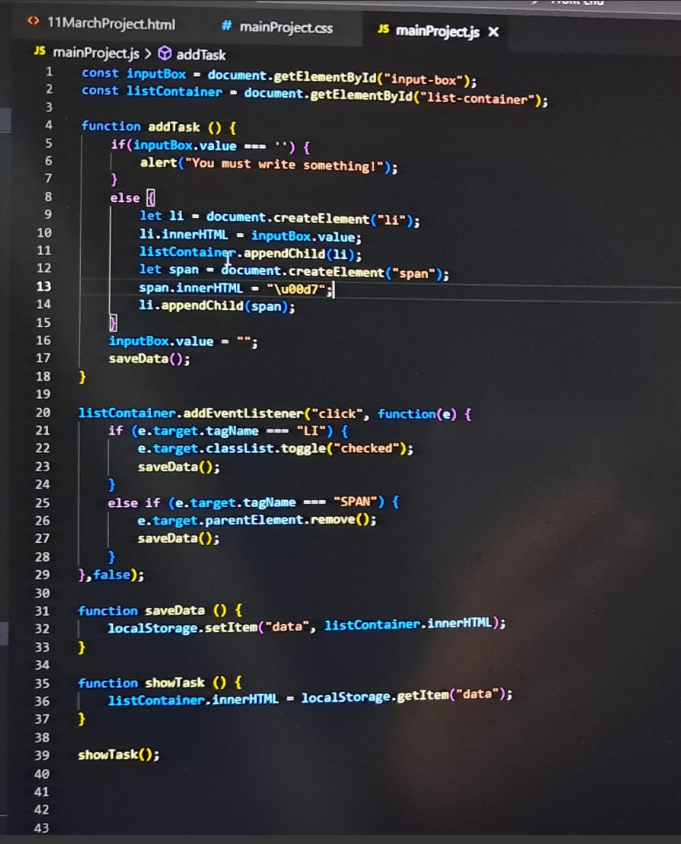 11MarchProject.html
# mainProject.css
JS mainProject.js ×
JS mainProject.js > addTask
1 const inputBox = document.getElementById("input-box");
2 const listContainer = document.getElementById("list-container");
3
4 function addTask () {
5 if(inputBox.value === '') {
6 alert("You must write something!");
7 }
8 else {
9 let li = document.createElement("li");
10 li.innerHTML = inputBox.value;
11 listContainer.appendChild(li);
12 let span = document.createElement("span");
13 span.innerHTML = "\u00d7";
14 li.appendChild(span);
15 }
16 inputBox.value = "";
17 saveData();
18 }
19
20 listContainer.addEventListener("click", function(e) {
21 if (e.target.tagName === "LI") {
22 e.target.classList.toggle("checked");
23 saveData();
24 }
25 else if (e.target.tagName === "SPAN") {
26 e.target.parentElement.remove();
27 saveData();
28 }
29 },false);
30
31 function saveData () {
32 localStorage.setItem("data", listContainer.innerHTML);
33 }
34
35 function showTask () {
36 listContainer.innerHTML = localStorage.getItem("data");
37 }
38
39 showTask();
40
41
42
43